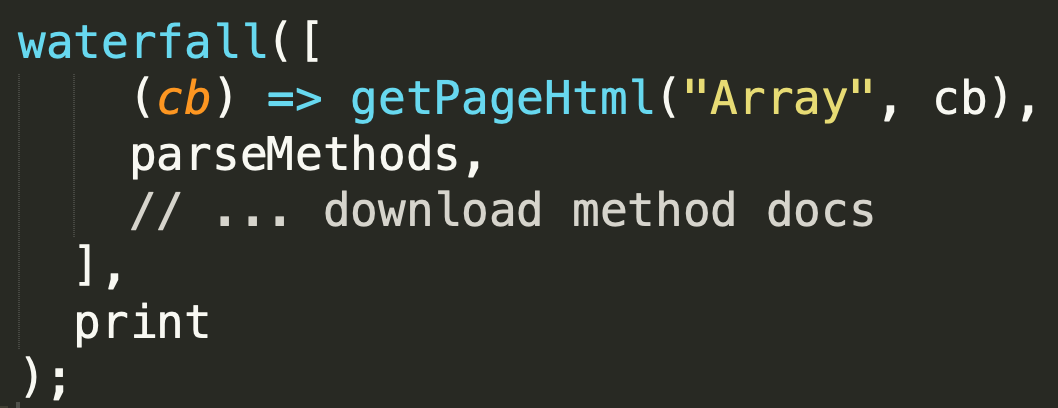 waterfall([
(cb) => getPageHtml("Array", cb),
parseMethods,
// ... download method docs
],
print
);